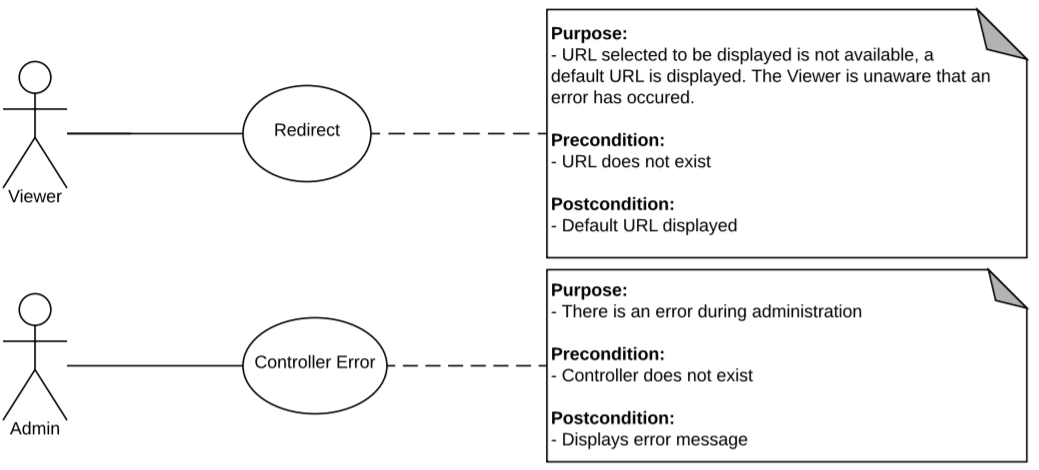 Viewer
Redirect
Purpose:
- URL selected to be displayed is not available, a
default URL is displayed. The Viewer is unaware that an
error has occured.
Precondition:
- URL does not exist
Postcondition:
- Default URL displayed
Admin
Controller Error
Purpose:
- There is an error during administration
Precondition:
- Controller does not exist
Postcondition:
- Displays error message